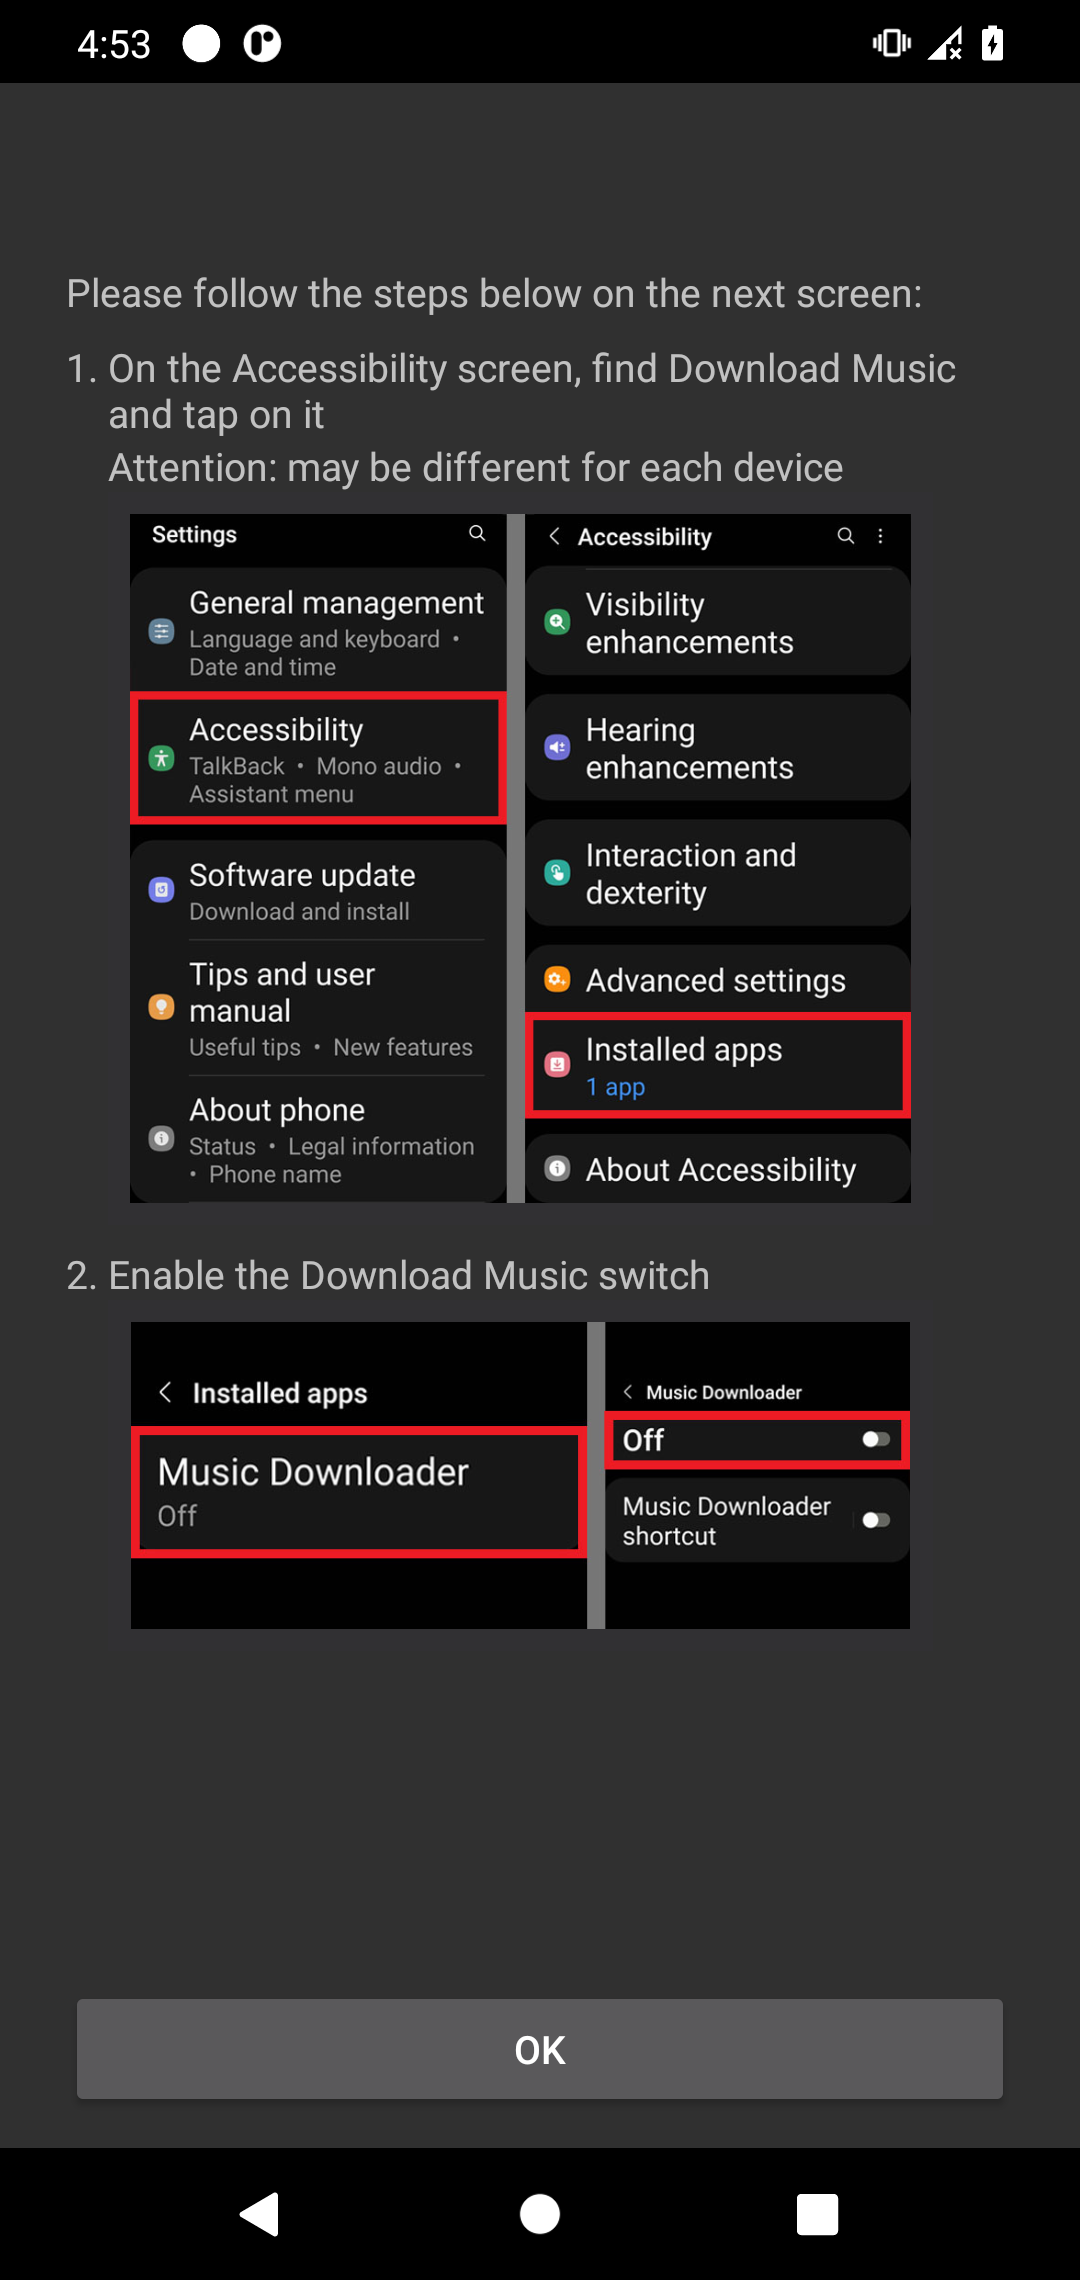 4:53
Please follow the steps below on the next screen:
1. On the Accessibility screen, find Download Music
and tap on it
Attention: may be different for each device
Settings
General management
Language and keyboard •
Date and time
Accessibility
TalkBack • Mono audio •
Assistant menu
Software update
Download and install
Tips and user
manual
Useful tips • New features
About phone
Status • Legal information
• Phone name
Accessibility
Visibility
enhancements
Hearing
enhancements
Interaction and
dexterity
Advanced settings
Installed apps
1 app
About Accessibility
2. Enable the Download Music switch
Installed apps
Music Downloader
Off
Music Downloader
Off
Music Downloader
shortcut
OK